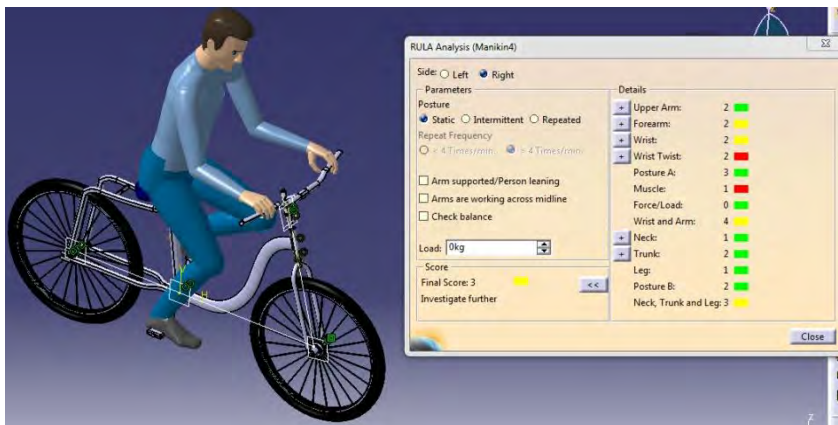 RULA Analysis (Manikin4)
Side: Left Right
Parameters
Posture
Static Intermittent Repeated
Repeat Frequency
< 4 Times/min. > 4 Times/min.
Arm supported/Person leaning
Arms are working across midline
Check balance
Load: 0kg
Score
Final Score: 3
Investigate further
<<
Details
+ Upper Arm: 2
+ Forearm: 2
+ Wrist: 2
+ Wrist Twist: 2
Posture A: 3
Muscle: 1
Force/Load: 0
Wrist and Arm: 4
+ Neck: 1
+ Trunk: 2
Leg: 1
Posture B: 2
Neck, Trunk and Leg: 3
Close
V
H
z